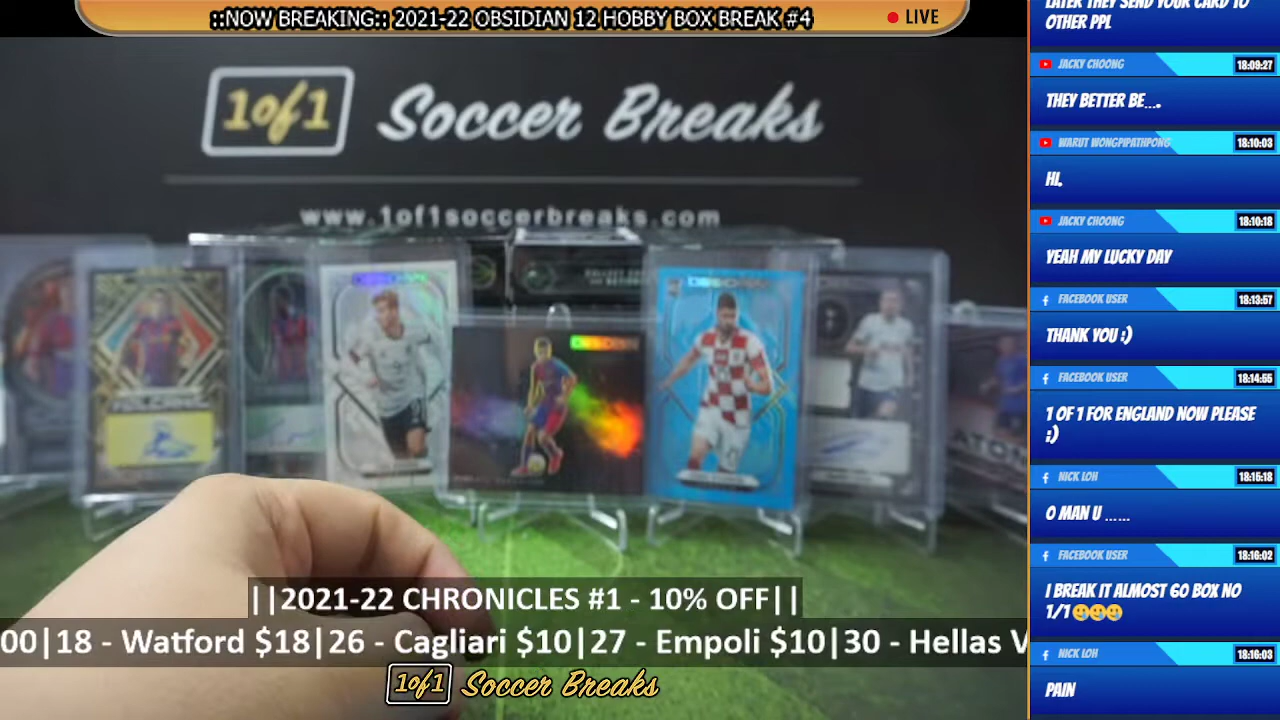 ::NOW BREAKING:: 2021-22 OBSIDIAN 12 HOBBY BOX BREAK #4
LIVE
1of1 Soccer Breaks
www.1of1soccerbreaks.com
OBSIDIAN
||2021-22 CHRONICLES #1 - 10% OFF||
00|18 - Watford $18|26 - Cagliari $10|27 - Empoli $10|30 - Hellas V
1of1 Soccer Breaks
LATER THEY SEND YOUR CARD TO
OTHER PPL
JACKY CHOONG 18:09:27
THEY BETTER BE....
WARUT WONGPIPATHPONG 18:10:03
HI,
JACKY CHOONG 18:10:18
YEAH MY LUCKY DAY
FACEBOOK USER 18:13:57
THANK YOU :)
FACEBOOK USER 18:14:55
1 OF 1 FOR ENGLAND NOW PLEASE
:)
NICK LOH 18:15:18
O MAN U ......
FACEBOOK USER 18:16:02
I BREAK IT ALMOST 60 BOX NO
1/1😄😄😄
NICK LOH 18:16:03
PAIN